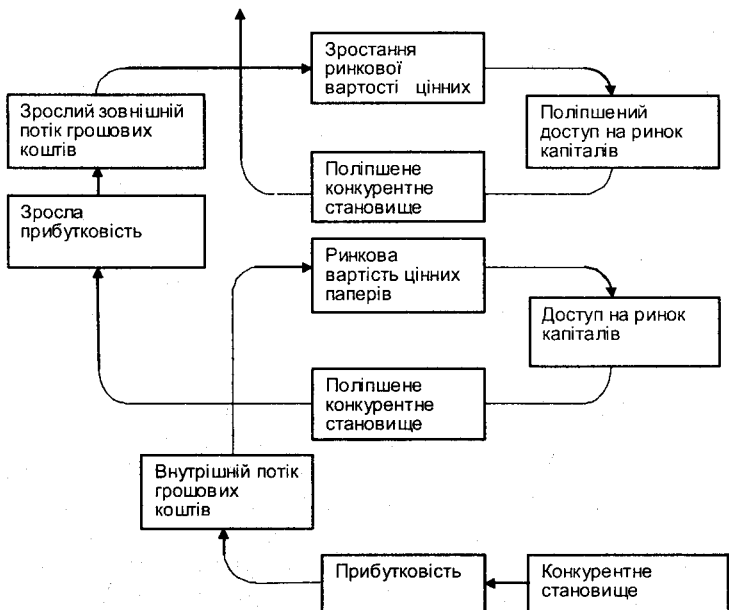 Зростання
ринкової
вартості цінних
Зрослий зовнішній
потік грошових
коштів
Поліпшений
доступ на ринок
капіталів
Поліпшене
конкурентне
становище
Зросла
прибутковість
Ринкова
вартість цінних
паперів
Доступ на ринок
капіталів
Поліпшене
конкурентне
становище
Внутрішній потік
грошових
коштів
Прибутковість
Конкурентне
становище